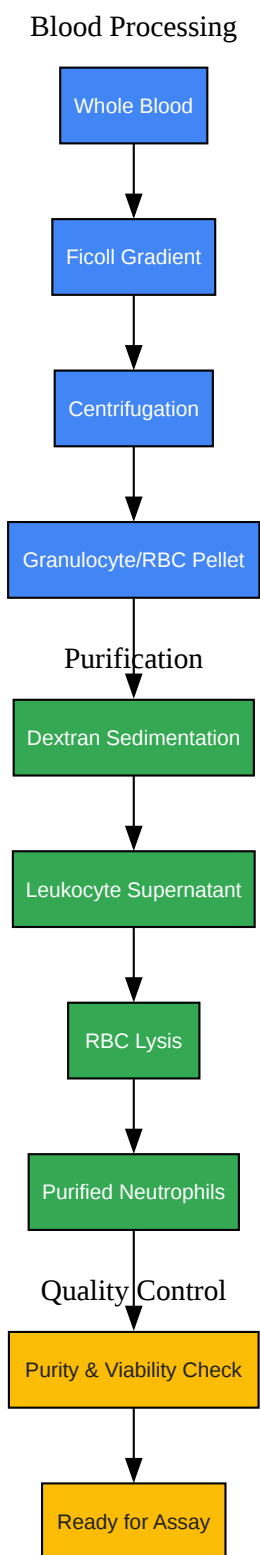 Blood Processing
Whole Blood
Ficoll Gradient
Centrifugation
Granulocyte/RBC Pellet
Purification
Dextran Sedimentation
Leukocyte Supernatant
RBC Lysis
Purified Neutrophils
Quality Control
Purity & Viability Check
Ready for Assay